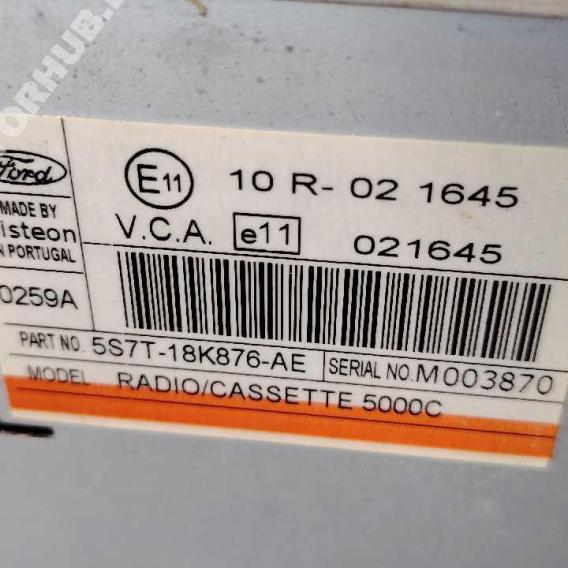 ORHUB.
Ford
E11 10 R- 02 1645
MADE BY
isteon
N PORTUGAL
V.C.A. e11 021645
0259A
PART NO. 5S7T-18K876-AE SERIAL NO. M003870
MODEL RADIO/CASSETTE 5000C